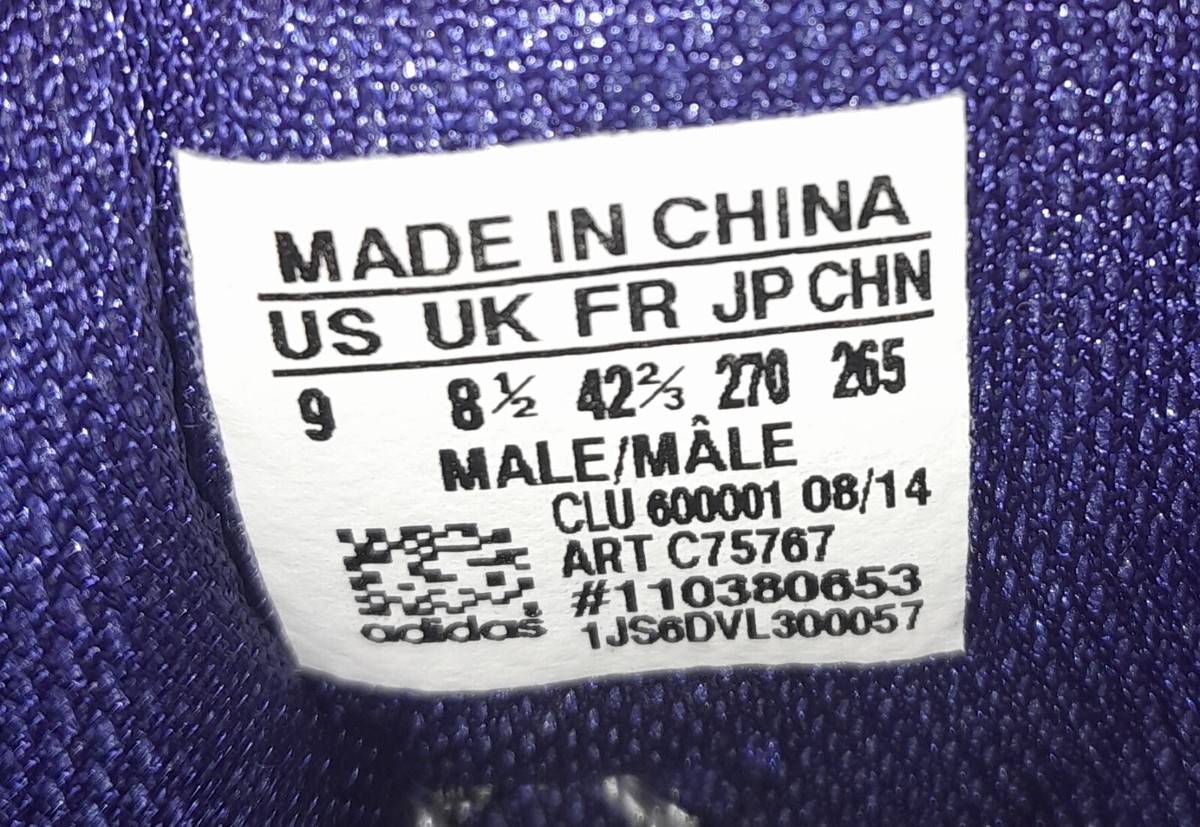 MADE IN CHINA
US UK FR JP CHN
9 8½ 42⅔ 270 265
MALE/MÂLE
CLU 600001 08/14
ART C75767
#110380653
adidas 1JS6DVL300057